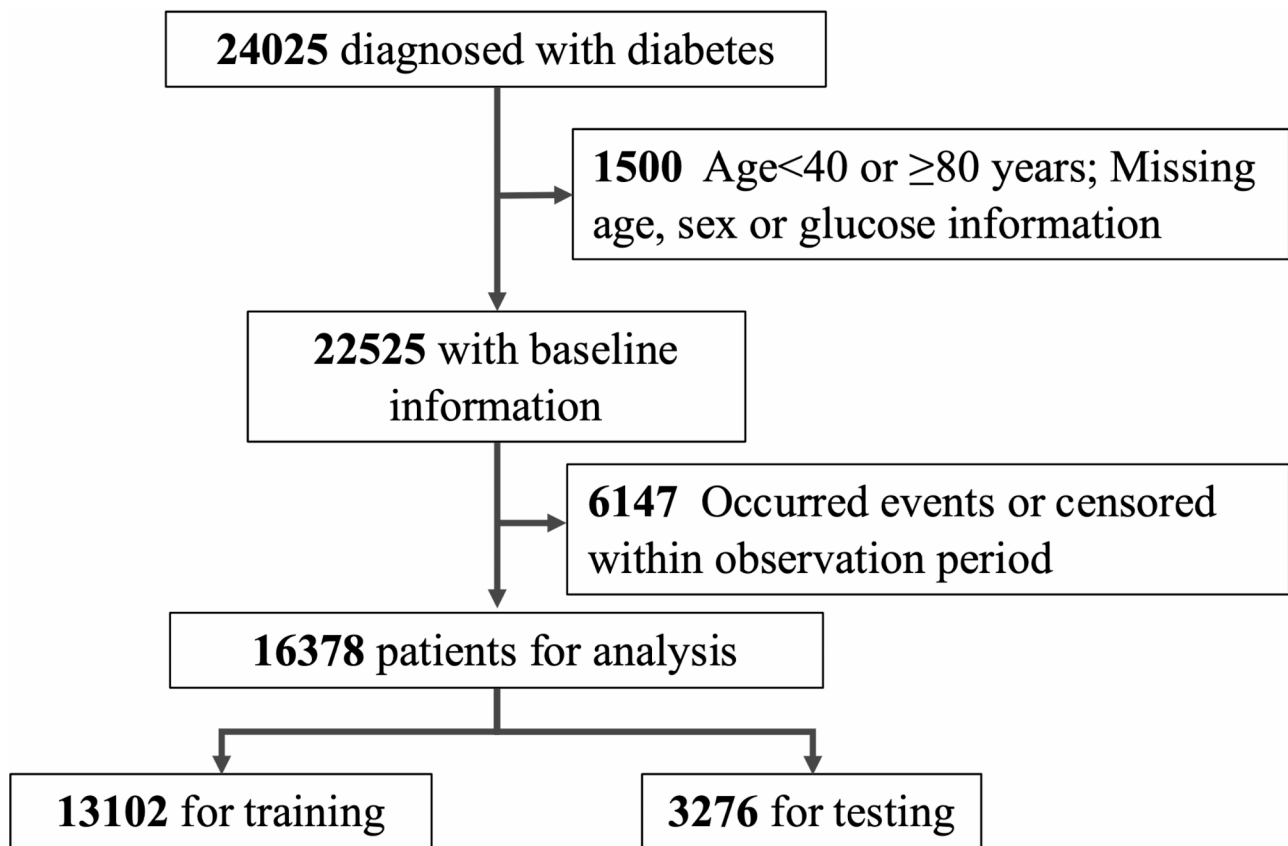 24025 diagnosed with diabetes
1500 Age<40 or ≥80 years; Missing
age, sex or glucose information
22525 with baseline
information
6147 Occurred events or censored
within observation period
16378 patients for analysis
13102 for training
3276 for testing